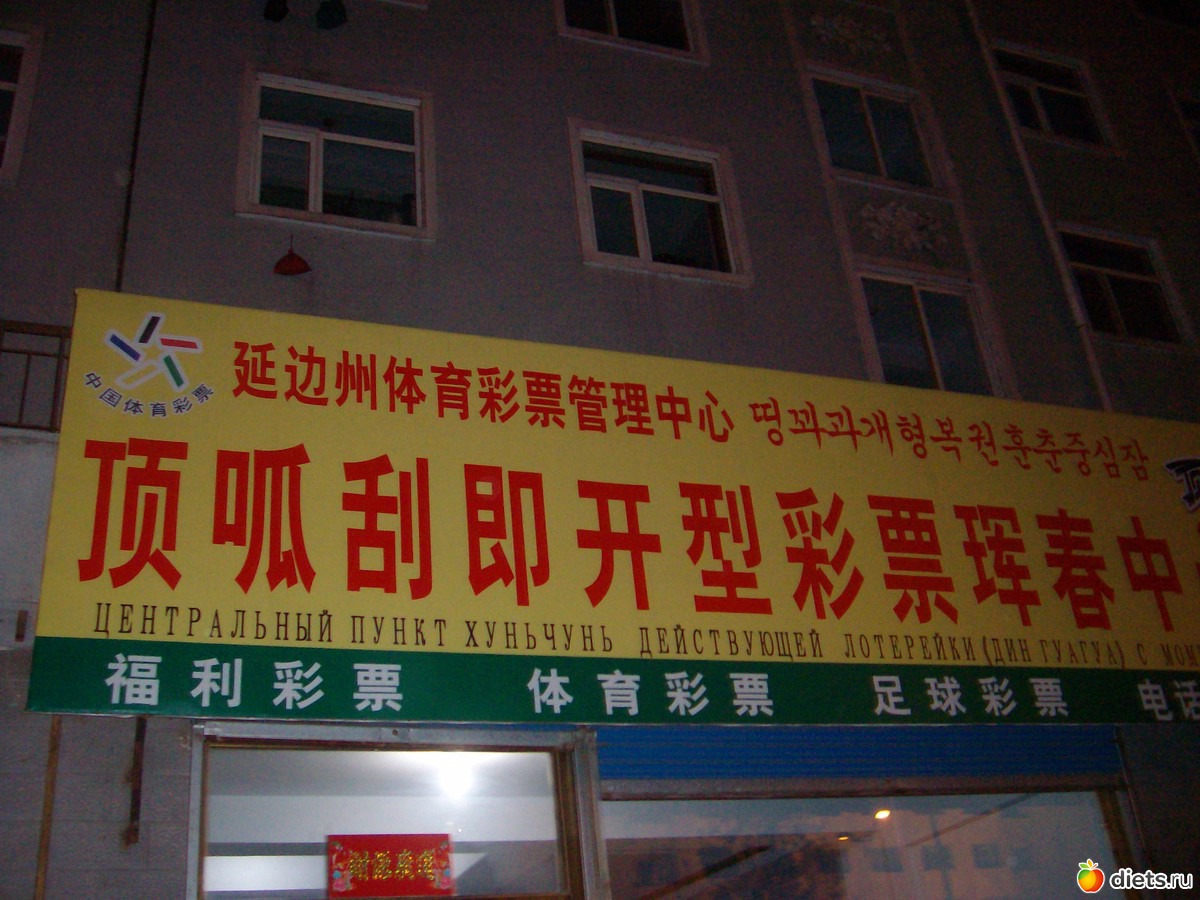 中国体育彩票
延边州体育彩票管理中心 띵꽈과개형복권훈춘중심잠
顶呱刮即开型彩票珲春中
ЦЕНТРАЛЬНЫЙ ПУНКТ ХУНЬЧУНЬ ДЕЙСТВУЮЩЕЙ ЛОТЕРЕЙКИ (ДИН ГУАГУА) С
福利彩票 体育彩票 足球彩票 电话
diets.ru